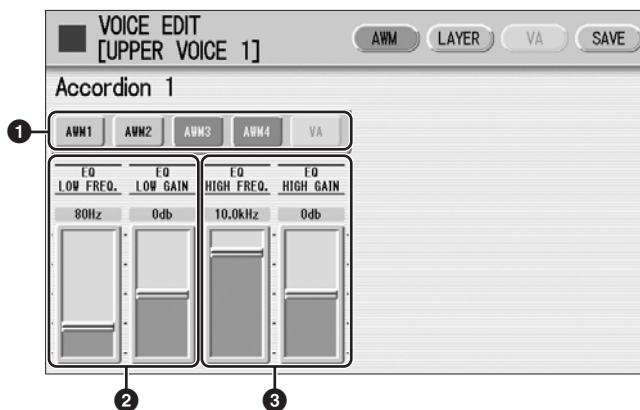 VOICE EDIT
[UPPER VOICE 1]
AWM LAYER VA SAVE
Accordion 1
1
AWM1 AWM2 AWM3 AWM4 VA
EQ LOW FREQ. EQ LOW GAIN EQ HIGH FREQ. EQ HIGH GAIN
80Hz 0db 10.0kHz 0db
2 3